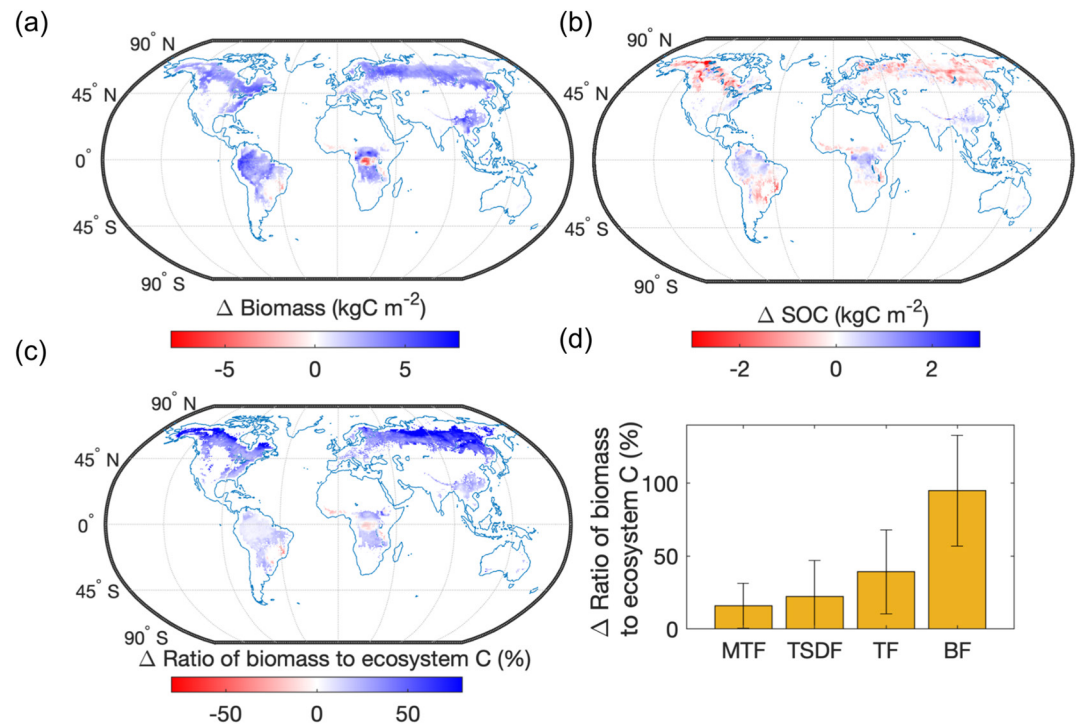 (a)
90° N
45° N
0°
45° S
90° S
Δ Biomass (kgC m⁻²)
-5 0 5
(b)
90° N
45° N
0°
45° S
90° S
Δ SOC (kgC m⁻²)
-2 0 2
(c)
90° N
45° N
0°
45° S
90° S
Δ Ratio of biomass to ecosystem C (%)
-50 0 50
(d)
Δ Ratio of biomass
to ecosystem C (%)
100
50
0
MTF TSDF TF BF